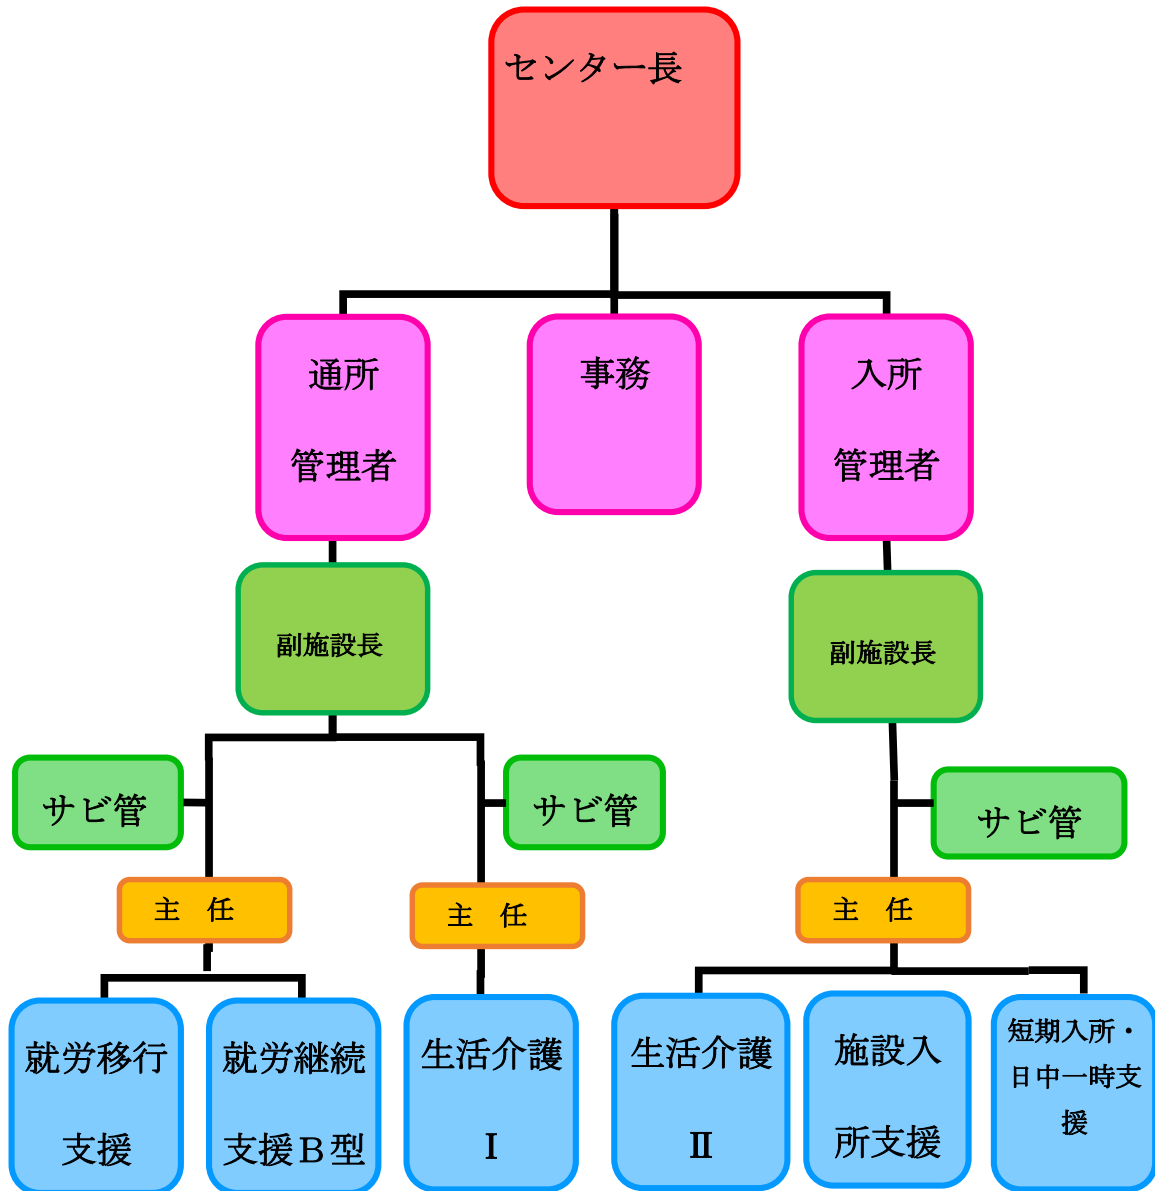 センター長
通所
管理者
事務
入所
管理者
副施設長
副施設長
サビ管
サビ管
サビ管
主　任
主　任
主　任
就労移行
支援
就労継続
支援Ｂ型
生活介護
Ⅰ
生活介護
Ⅱ
施設入
所支援
短期入所・
日中一時支
援